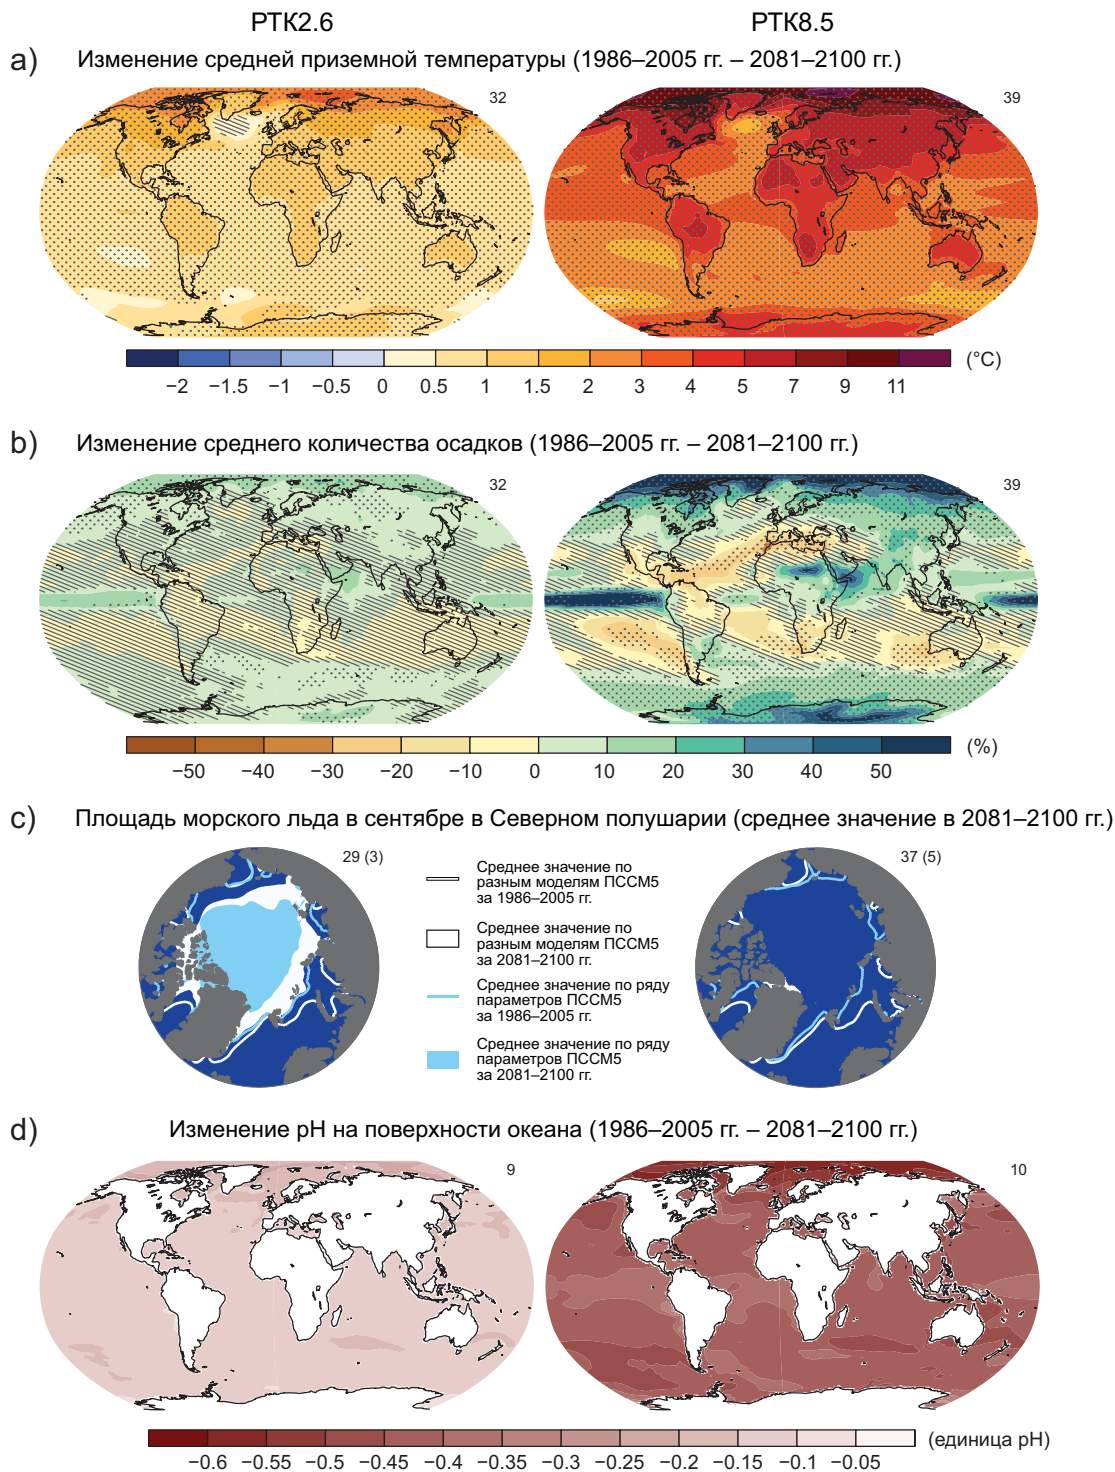 РТК2.6 РТК8.5
a) Изменение средней приземной температуры (1986–2005 гг. – 2081–2100 гг.)
32 39
−2 −1.5 −1 −0.5 0 0.5 1 1.5 2 3 4 5 7 9 11 (°C)
b) Изменение среднего количества осадков (1986–2005 гг. – 2081–2100 гг.)
32 39
−50 −40 −30 −20 −10 0 10 20 30 40 50 (%)
c) Площадь морского льда в сентябре в Северном полушарии (среднее значение в 2081–2100 гг.)
29 (3) 37 (5)
Среднее значение по
разным моделям ПССМ5
за 1986–2005 гг.
Среднее значение по
разным моделям ПССМ5
за 2081–2100 гг.
Среднее значение по ряду
параметров ПССМ5
за 1986–2005 гг.
Среднее значение по ряду
параметров ПССМ5
за 2081–2100 гг.
d) Изменение pH на поверхности океана (1986–2005 гг. – 2081–2100 гг.)
9 10
−0.6 −0.55 −0.5 −0.45 −0.4 −0.35 −0.3 −0.25 −0.2 −0.15 −0.1 −0.05 (единица pH)